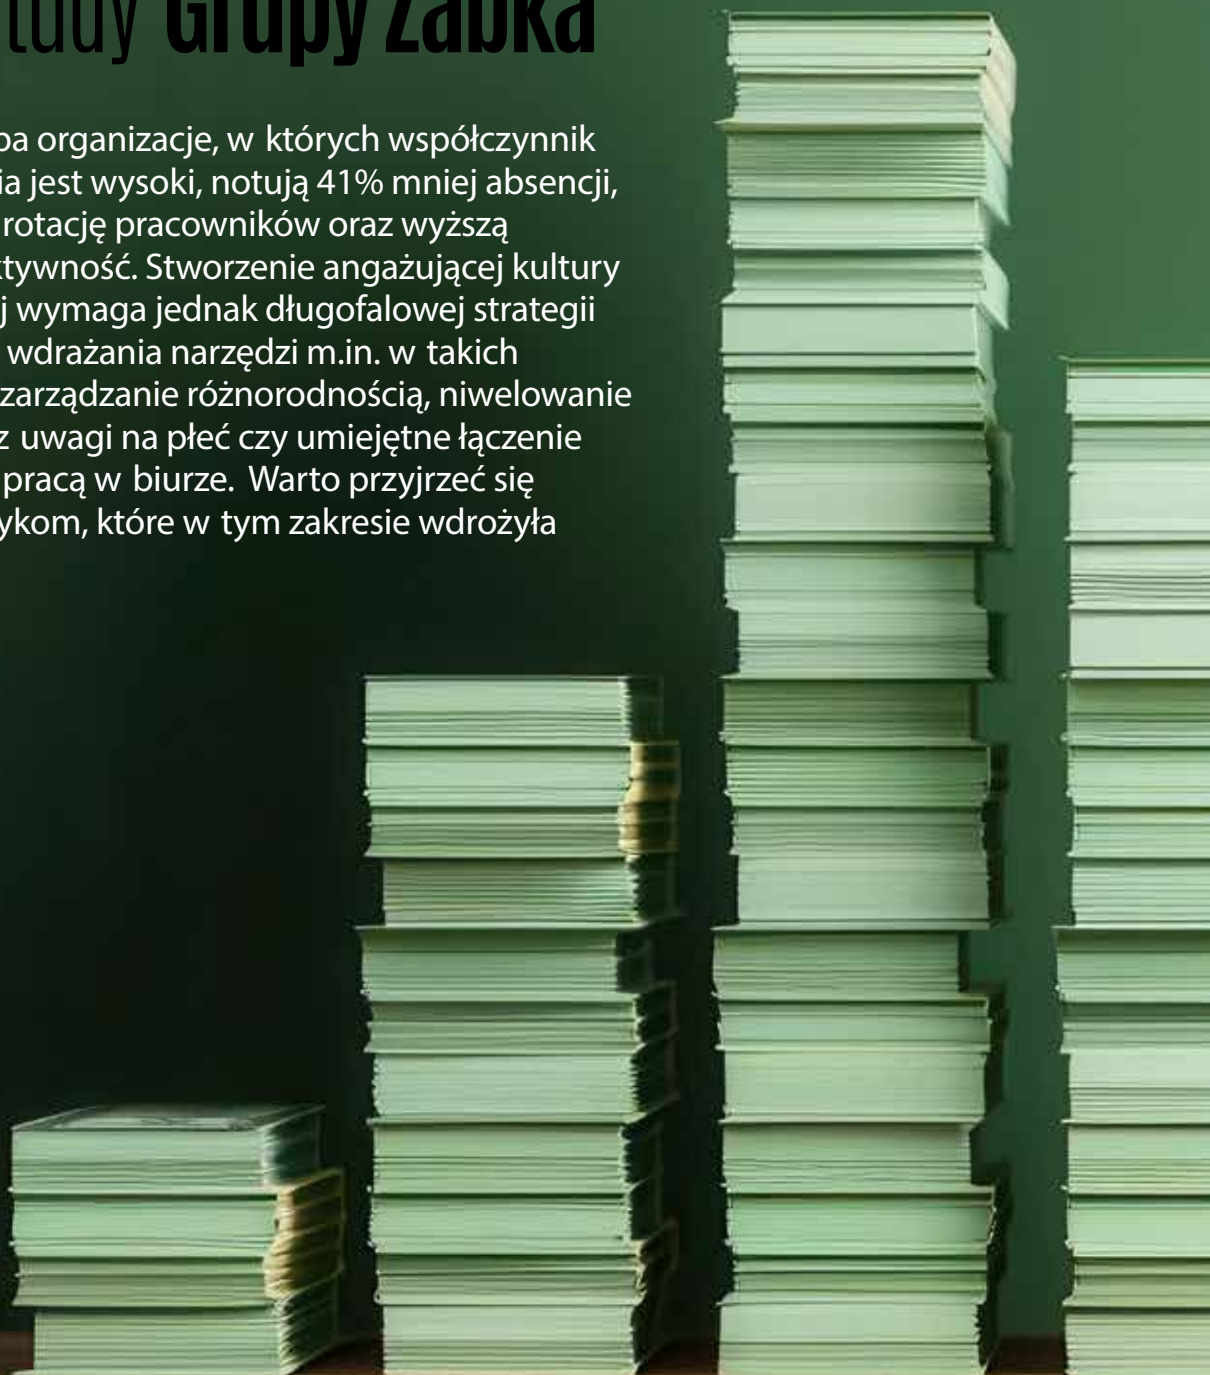 tudy Grupy Żabka
pa organizacje, w których współczynnik
ia jest wysoki, notują 41% mniej absencji,
rotację pracowników oraz wyższą
ktywność. Stworzenie angażującej kultury
j wymaga jednak długofalowej strategii
wdrażania narzędzi m.in. w takich
zarządzanie różnorodnością, niwelowanie
z uwagi na płeć czy umiejętne łączenie
pracą w biurze. Warto przyjrzeć się
ykom, które w tym zakresie wdrożyła